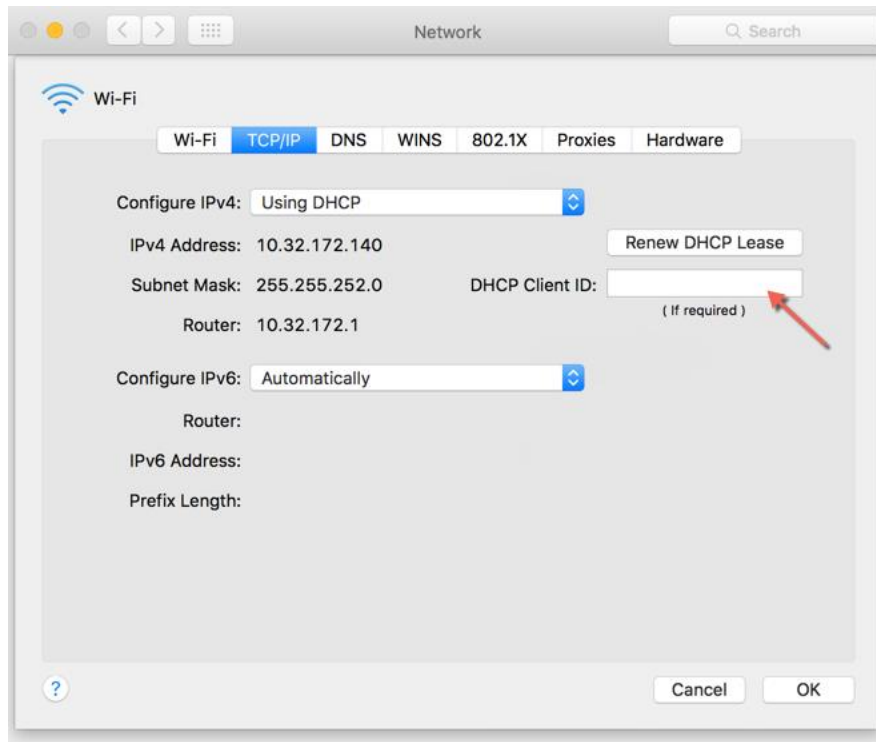 Network
Search
Wi-Fi
Wi-Fi TCP/IP DNS WINS 802.1X Proxies Hardware
Configure IPv4: Using DHCP
IPv4 Address: 10.32.172.140 Renew DHCP Lease
Subnet Mask: 255.255.252.0 DHCP Client ID:
( If required )
Router: 10.32.172.1
Configure IPv6: Automatically
Router:
IPv6 Address:
Prefix Length:
? Cancel OK